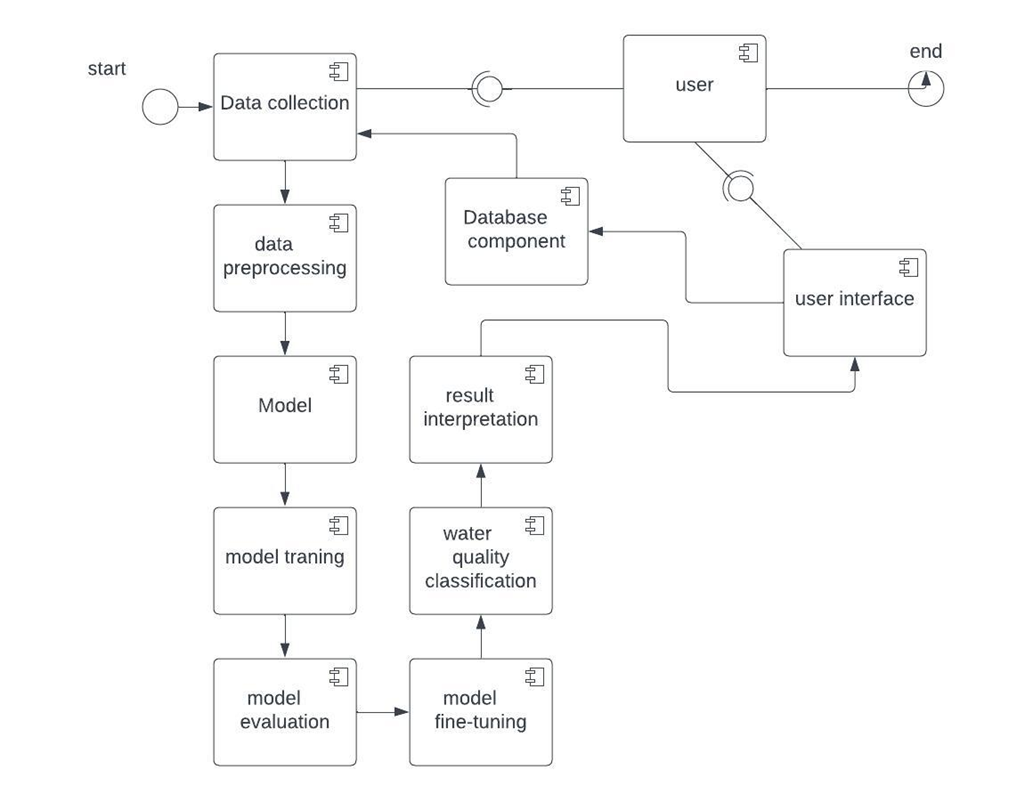 start
Data collection
user
end
data
preprocessing
Database
component
user interface
Model
result
interpretation
model traning
water
quality
classification
model
evaluation
model
fine-tuning